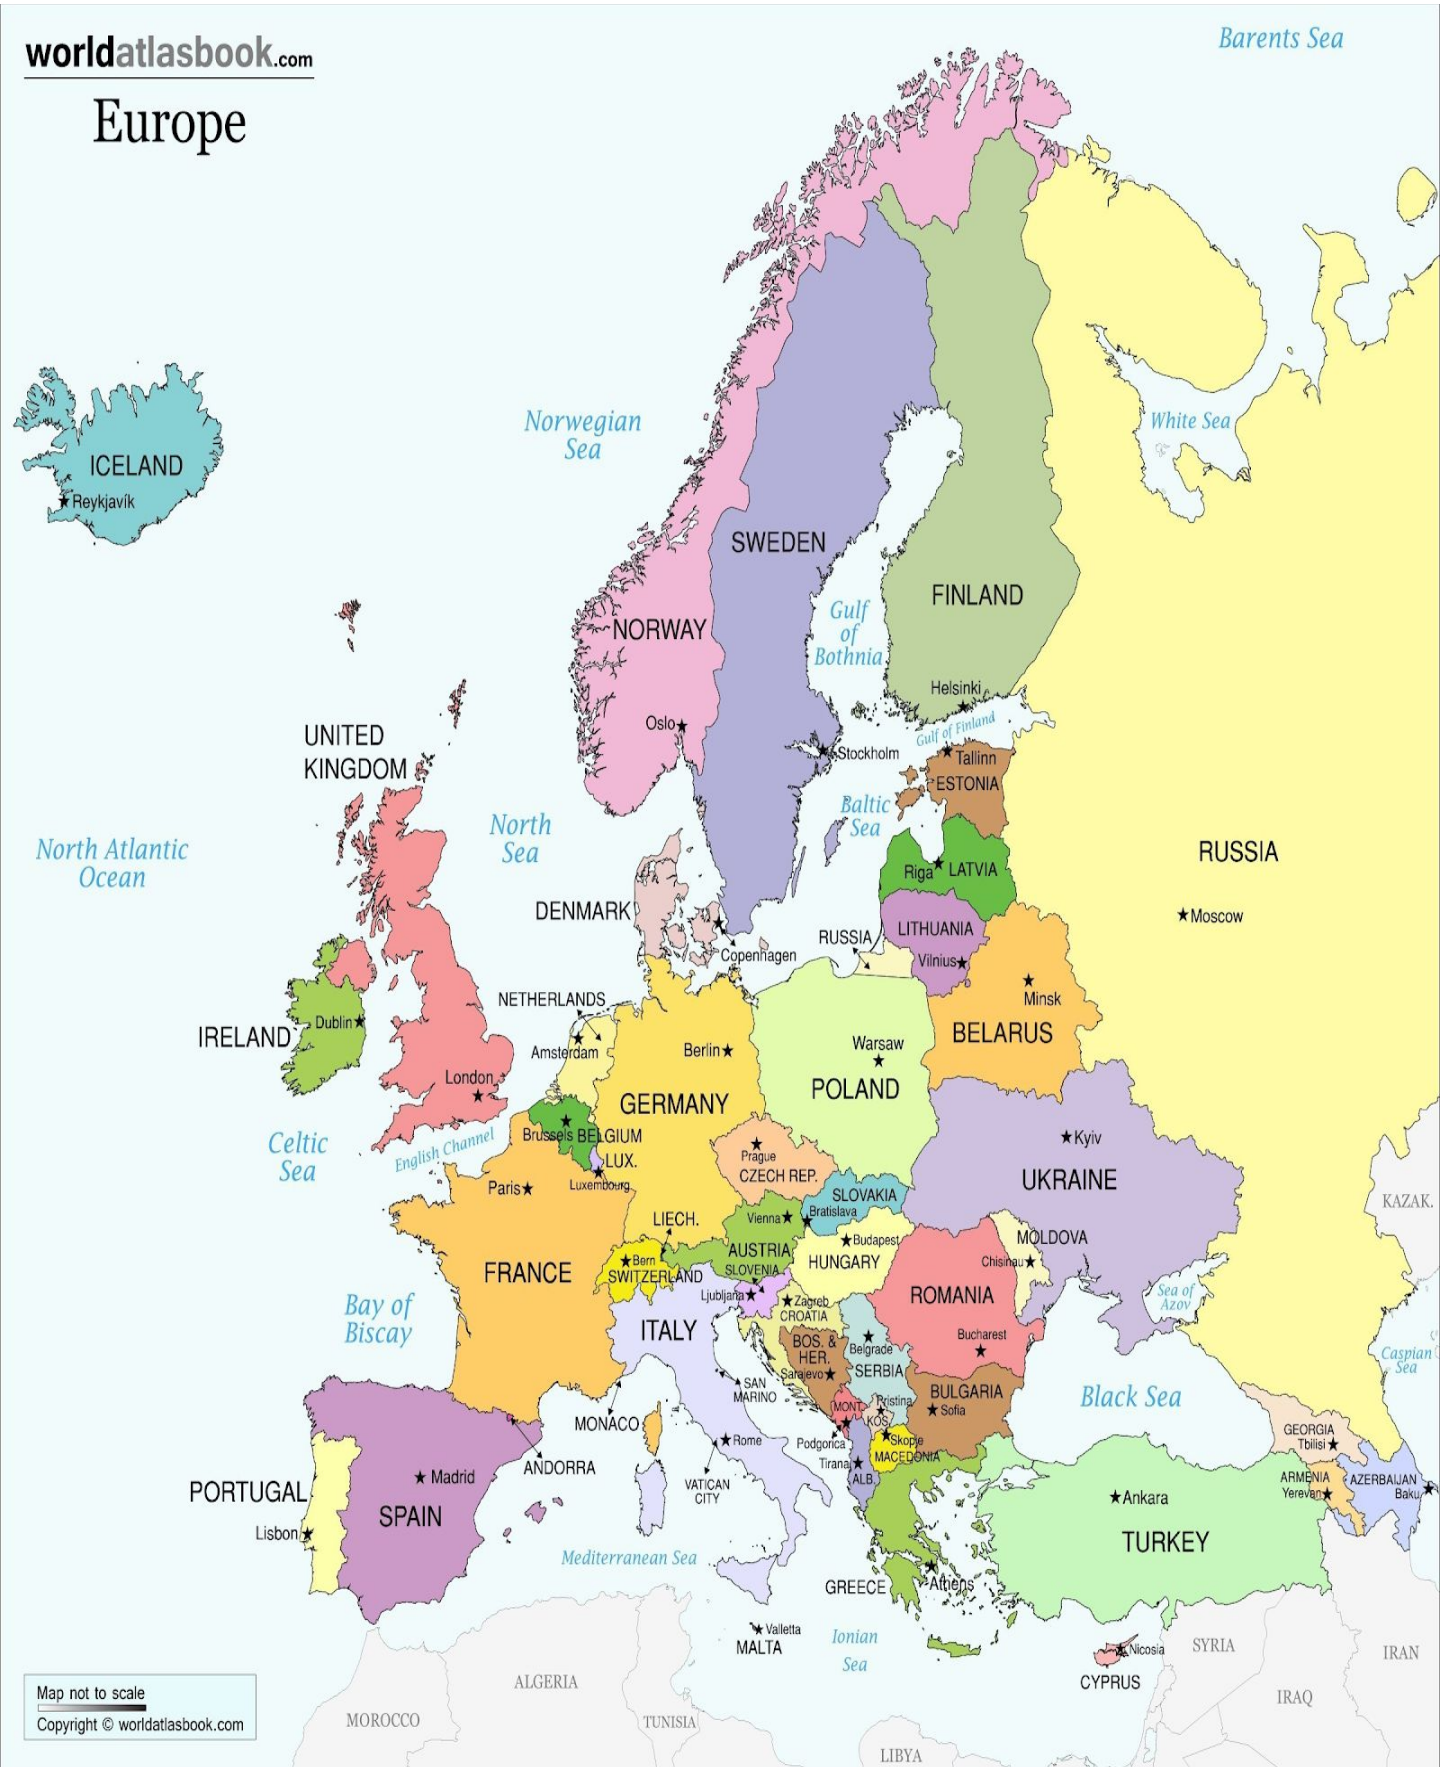 worldatlasbook.com
Europe
Barents Sea
Norwegian
Sea
White Sea
ICELAND
Reykjavík
SWEDEN
FINLAND
Gulf
of
Bothnia
NORWAY
Helsinki
Oslo
Gulf of Finland
Stockholm
Tallinn
ESTONIA
UNITED
KINGDOM
Baltic
Sea
North
Sea
North Atlantic
Ocean
RUSSIA
Riga
LATVIA
Moscow
DENMARK
LITHUANIA
RUSSIA
Copenhagen
Vilnius
Minsk
NETHERLANDS
IRELAND
Dublin
BELARUS
Amsterdam
Berlin
Warsaw
London
POLAND
GERMANY
Celtic
Sea
English Channel
Brussels
BELGIUM
Kyiv
LUX.
Prague
CZECH REP.
UKRAINE
Paris
Luxembourg
SLOVAKIA
Bratislava
KAZAK.
LIECH.
Vienna
AUSTRIA
Budapest
HUNGARY
MOLDOVA
Chisinau
FRANCE
Bern
SWITZERLAND
SLOVENIA
Ljubljana
Zagreb
CROATIA
ROMANIA
Sea of
Azov
Bay of
Biscay
ITALY
BOS. &
HER.
Sarajevo
Belgrade
SERBIA
Bucharest
Caspian
Sea
SAN
MARINO
BULGARIA
Sofia
Black Sea
MONACO
MONT.
Pristina
KOS.
Podgorica
Skopje
MACEDONIA
Rome
GEORGIA
Tbilisi
ANDORRA
Tirana
ALB.
VATICAN
CITY
PORTUGAL
Madrid
SPAIN
Lisbon
Ankara
TURKEY
ARMENIA
Yerevan
AZERBAIJAN
Baku
Mediterranean Sea
GREECE
Athens
Valletta
MALTA
Ionian
Sea
Nicosia
CYPRUS
SYRIA
IRAN
IRAQ
ALGERIA
MOROCCO
TUNISIA
LIBYA
Map not to scale
Copyright © worldatlasbook.com